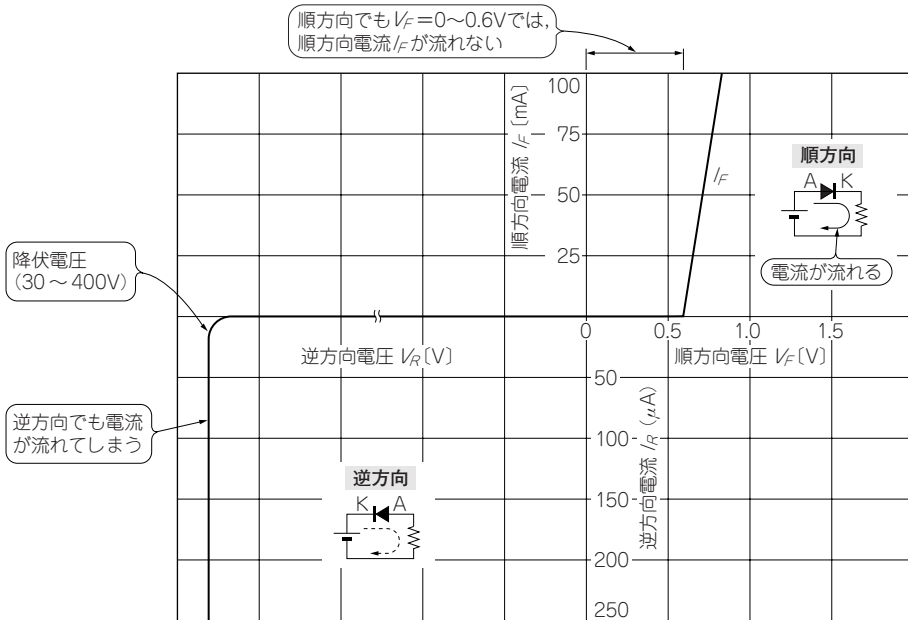 順方向でもVF=0〜0.6Vでは,
順方向電流IFが流れない
順方向電流 IF〔mA〕
100
75
50
25
IF
順方向
A K
電流が流れる
降伏電圧
(30〜400V)
0
0.5
1.0
1.5
逆方向電圧 VR〔V〕
順方向電圧 VF〔V〕
逆方向でも電流
が流れてしまう
逆方向
K A
50
100
150
200
250
逆方向電流 IR (μA)